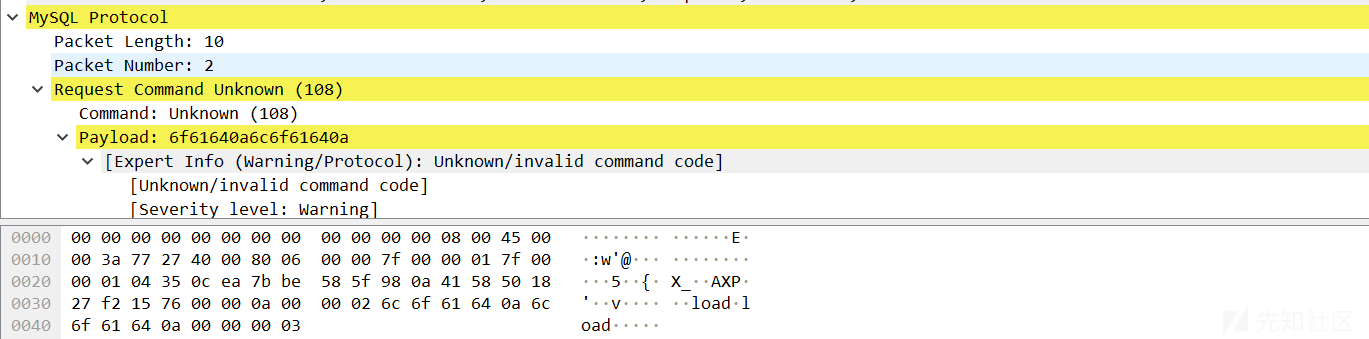 MySQL Protocol
Packet Length: 10
Packet Number: 2
Request Command Unknown (108)
Command: Unknown (108)
Payload: 6f61640a6c6f61640a
[Expert Info (Warning/Protocol): Unknown/invalid command code]
[Unknown/invalid command code]
[Severity level: Warning]
0000 00 00 00 00 00 00 00 00 00 00 00 00 08 00 45 00 ········ ······E·
0010 00 3a 77 27 40 00 80 06 00 00 7f 00 00 01 7f 00 ·:w'@··· ········
0020 00 01 04 35 0c ea 7b be 58 5f 98 0a 41 58 50 18 ···5··{· X_··AXP·
0030 27 f2 15 76 00 00 0a 00 00 02 6c 6f 61 64 0a 6c '··v···· ··load·l
0040 6f 61 64 0a 00 00 00 03 oad·····
先知社区